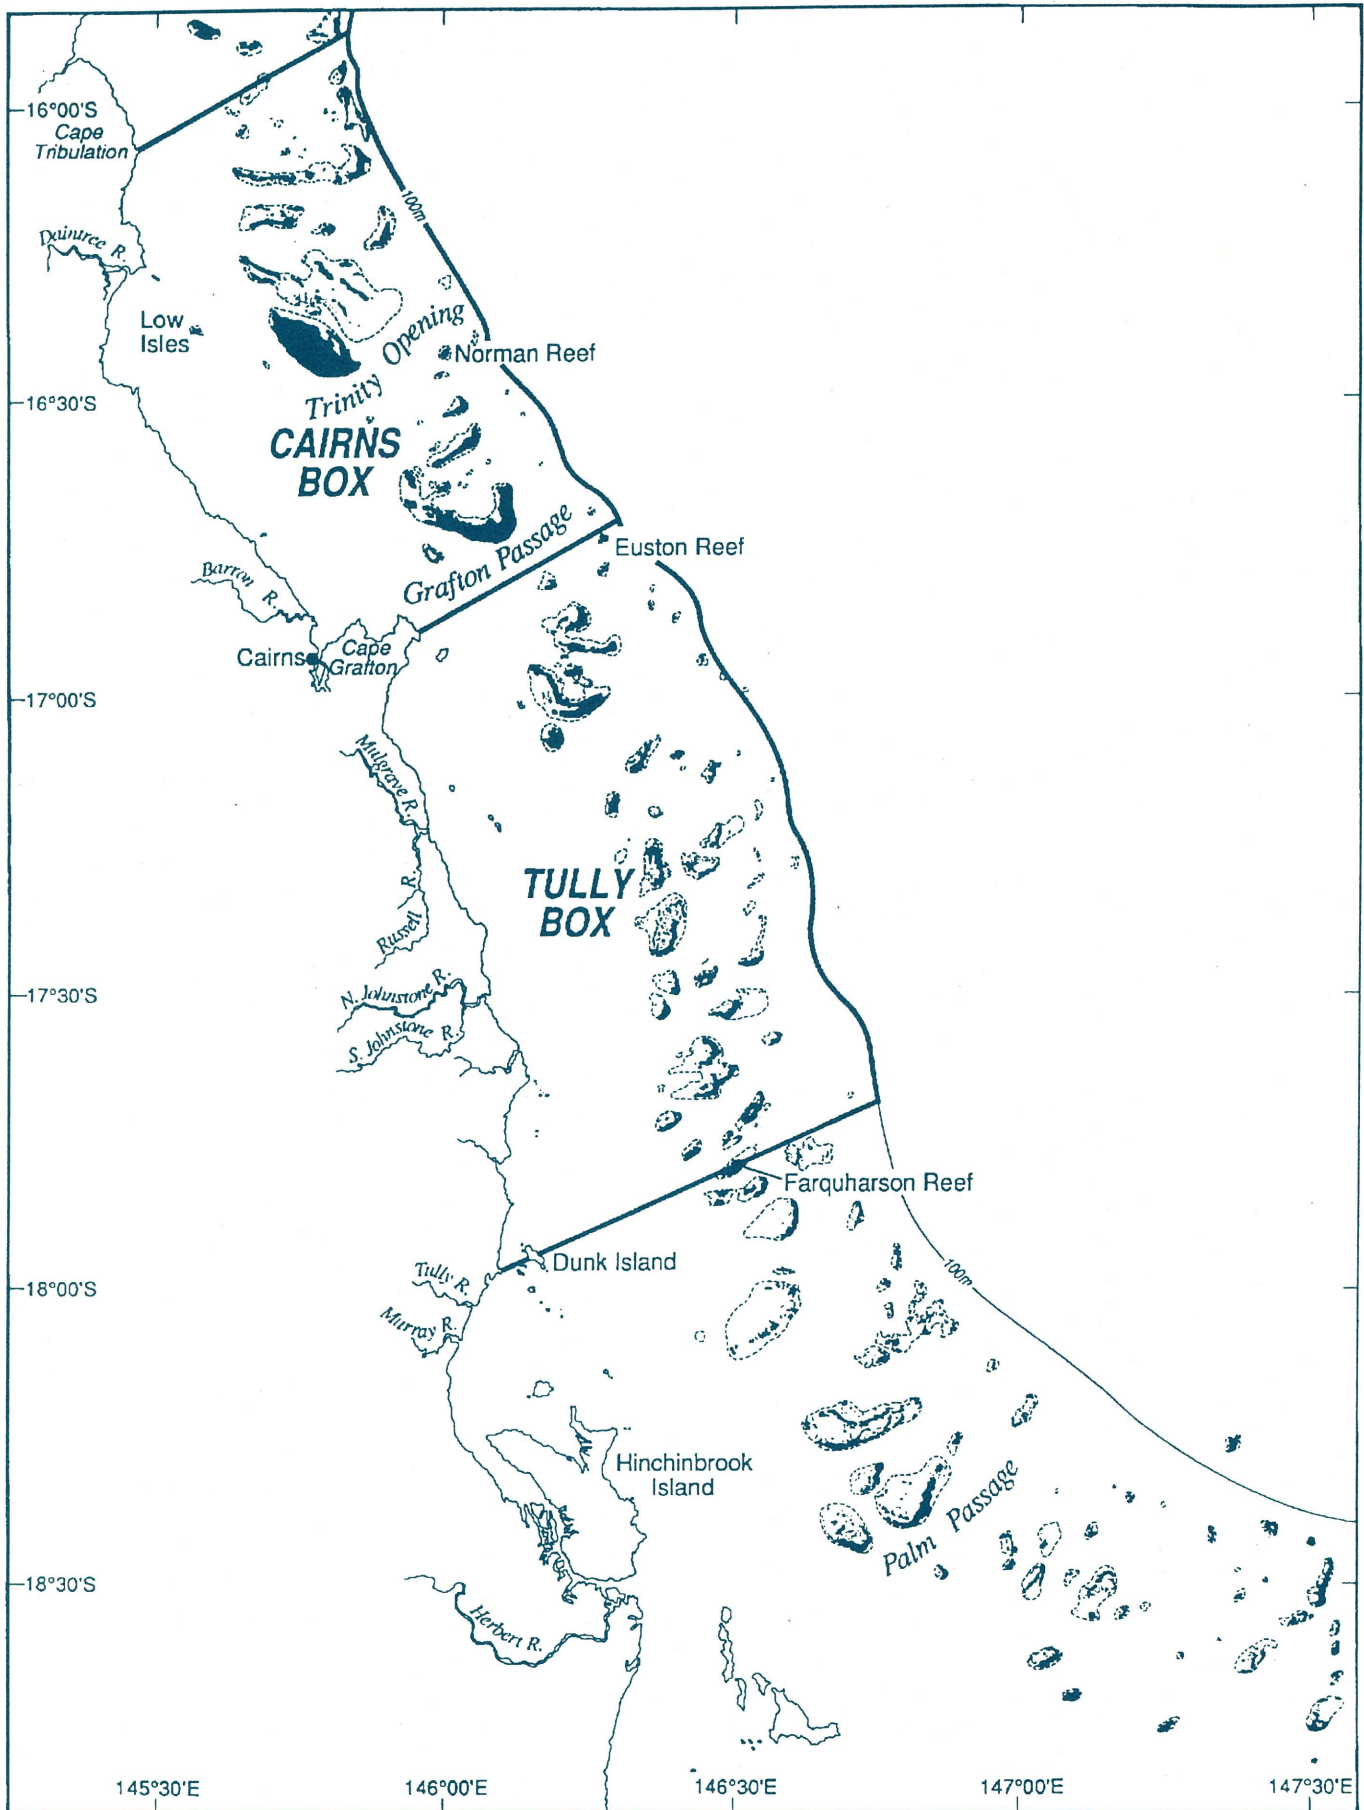 16°00'S
Cape
Tribulation
100m
Daintree R.
Low
Isles
Trinity Opening
Norman Reef
16°30'S
CAIRNS
BOX
Grafton Passage
Euston Reef
Barron R.
Cairns
Cape
Grafton
17°00'S
Mulgrave R.
TULLY
BOX
Russell R.
N. Johnstone R.
17°30'S
S. Johnstone R.
Farquharson Reef
Dunk Island
Tully R.
18°00'S
100m
Murray R.
Hinchinbrook
Island
Palm Passage
18°30'S
Herbert R.
145°30'E
146°00'E
146°30'E
147°00'E
147°30'E